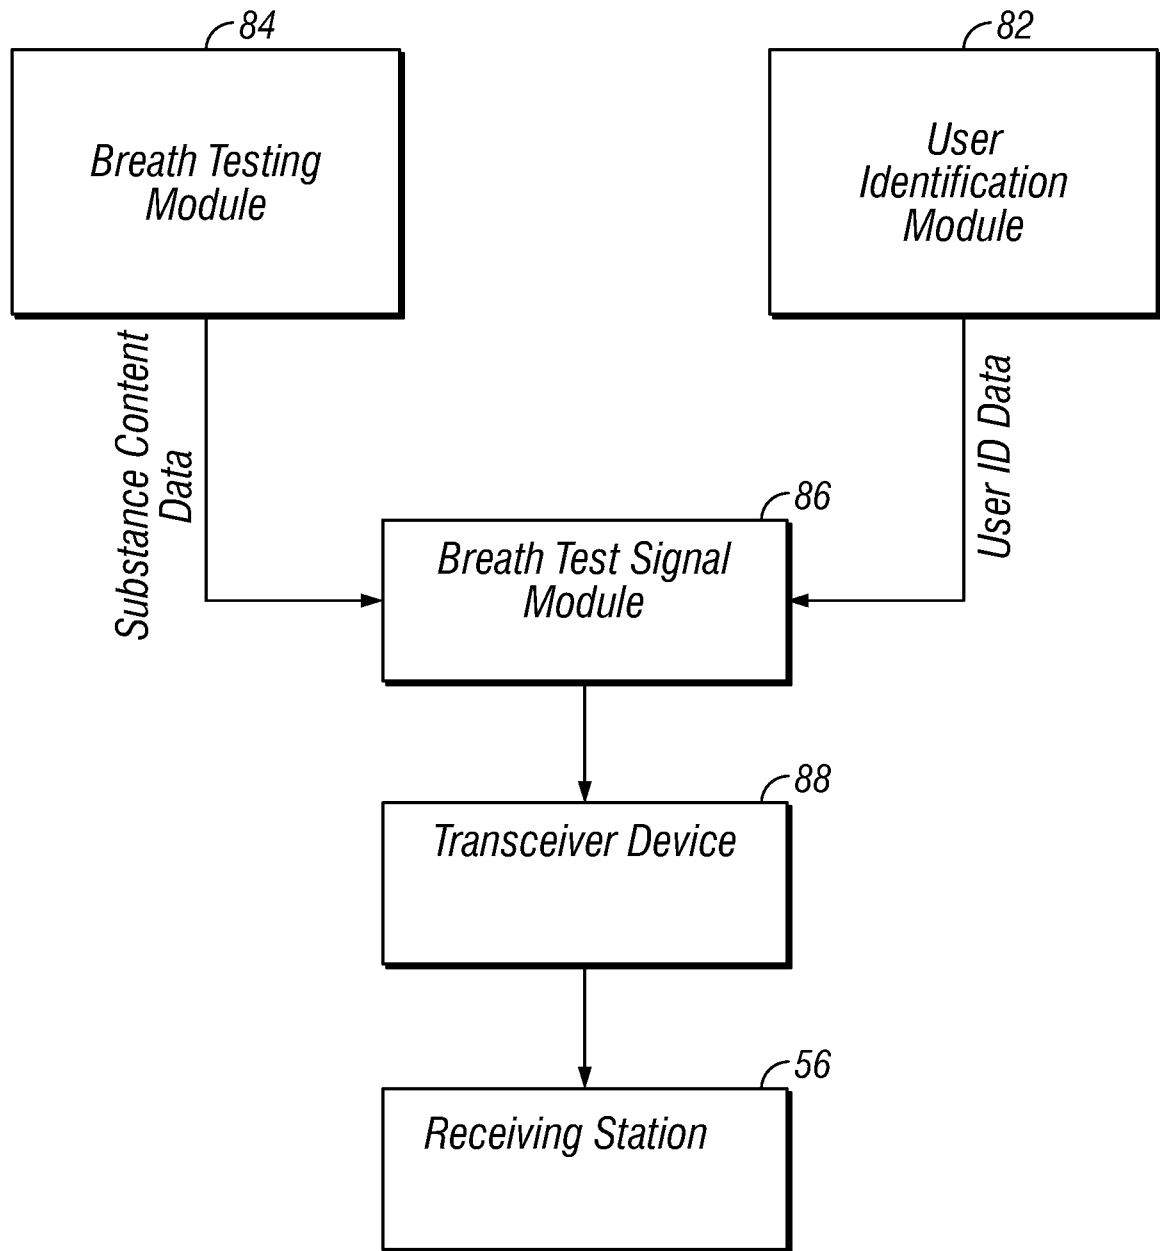 84
82
Breath Testing
Module
User
Identification
Module
Substance Content
Data
User ID Data
86
Breath Test Signal
Module
88
Transceiver Device
56
Receiving Station